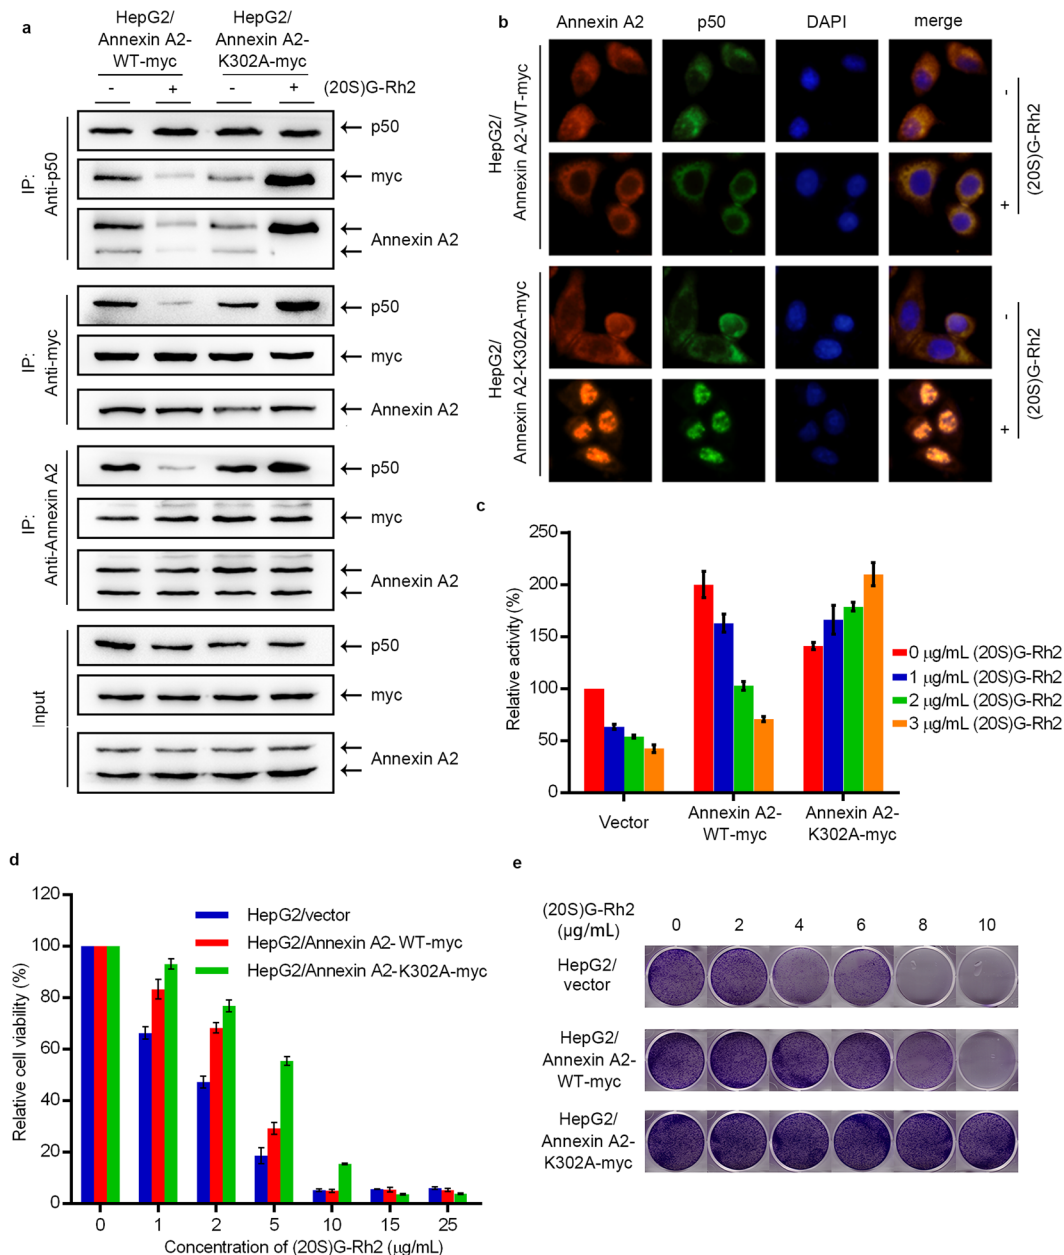 a
HepG2/
Annexin A2-
WT-myc
HepG2/
Annexin A2-
K302A-myc
- + - + (20S)G-Rh2
IP:
Anti-p50
p50
myc
Annexin A2
IP:
Anti-myc
p50
myc
Annexin A2
IP:
Anti-Annexin A2
p50
myc
Annexin A2
Input
p50
myc
Annexin A2
b
Annexin A2 p50 DAPI merge
HepG2/
Annexin A2-WT-myc
-
+
(20S)G-Rh2
HepG2/
Annexin A2-K302A-myc
-
+
(20S)G-Rh2
c
Relative activity (%)
250
200
150
100
50
0
Vector
Annexin A2-
WT-myc
Annexin A2-
K302A-myc
0 μg/mL (20S)G-Rh2
1 μg/mL (20S)G-Rh2
2 μg/mL (20S)G-Rh2
3 μg/mL (20S)G-Rh2
d
Relative cell viability (%)
120
100
80
60
40
20
0
HepG2/vector
HepG2/Annexin A2-WT-myc
HepG2/Annexin A2-K302A-myc
0 1 2 5 10 15 25
Concentration of (20S)G-Rh2 (μg/mL)
e
(20S)G-Rh2
(μg/mL)
0 2 4 6 8 10
HepG2/
vector
HepG2/
Annexin A2-
WT-myc
HepG2/
Annexin A2-
K302A-myc